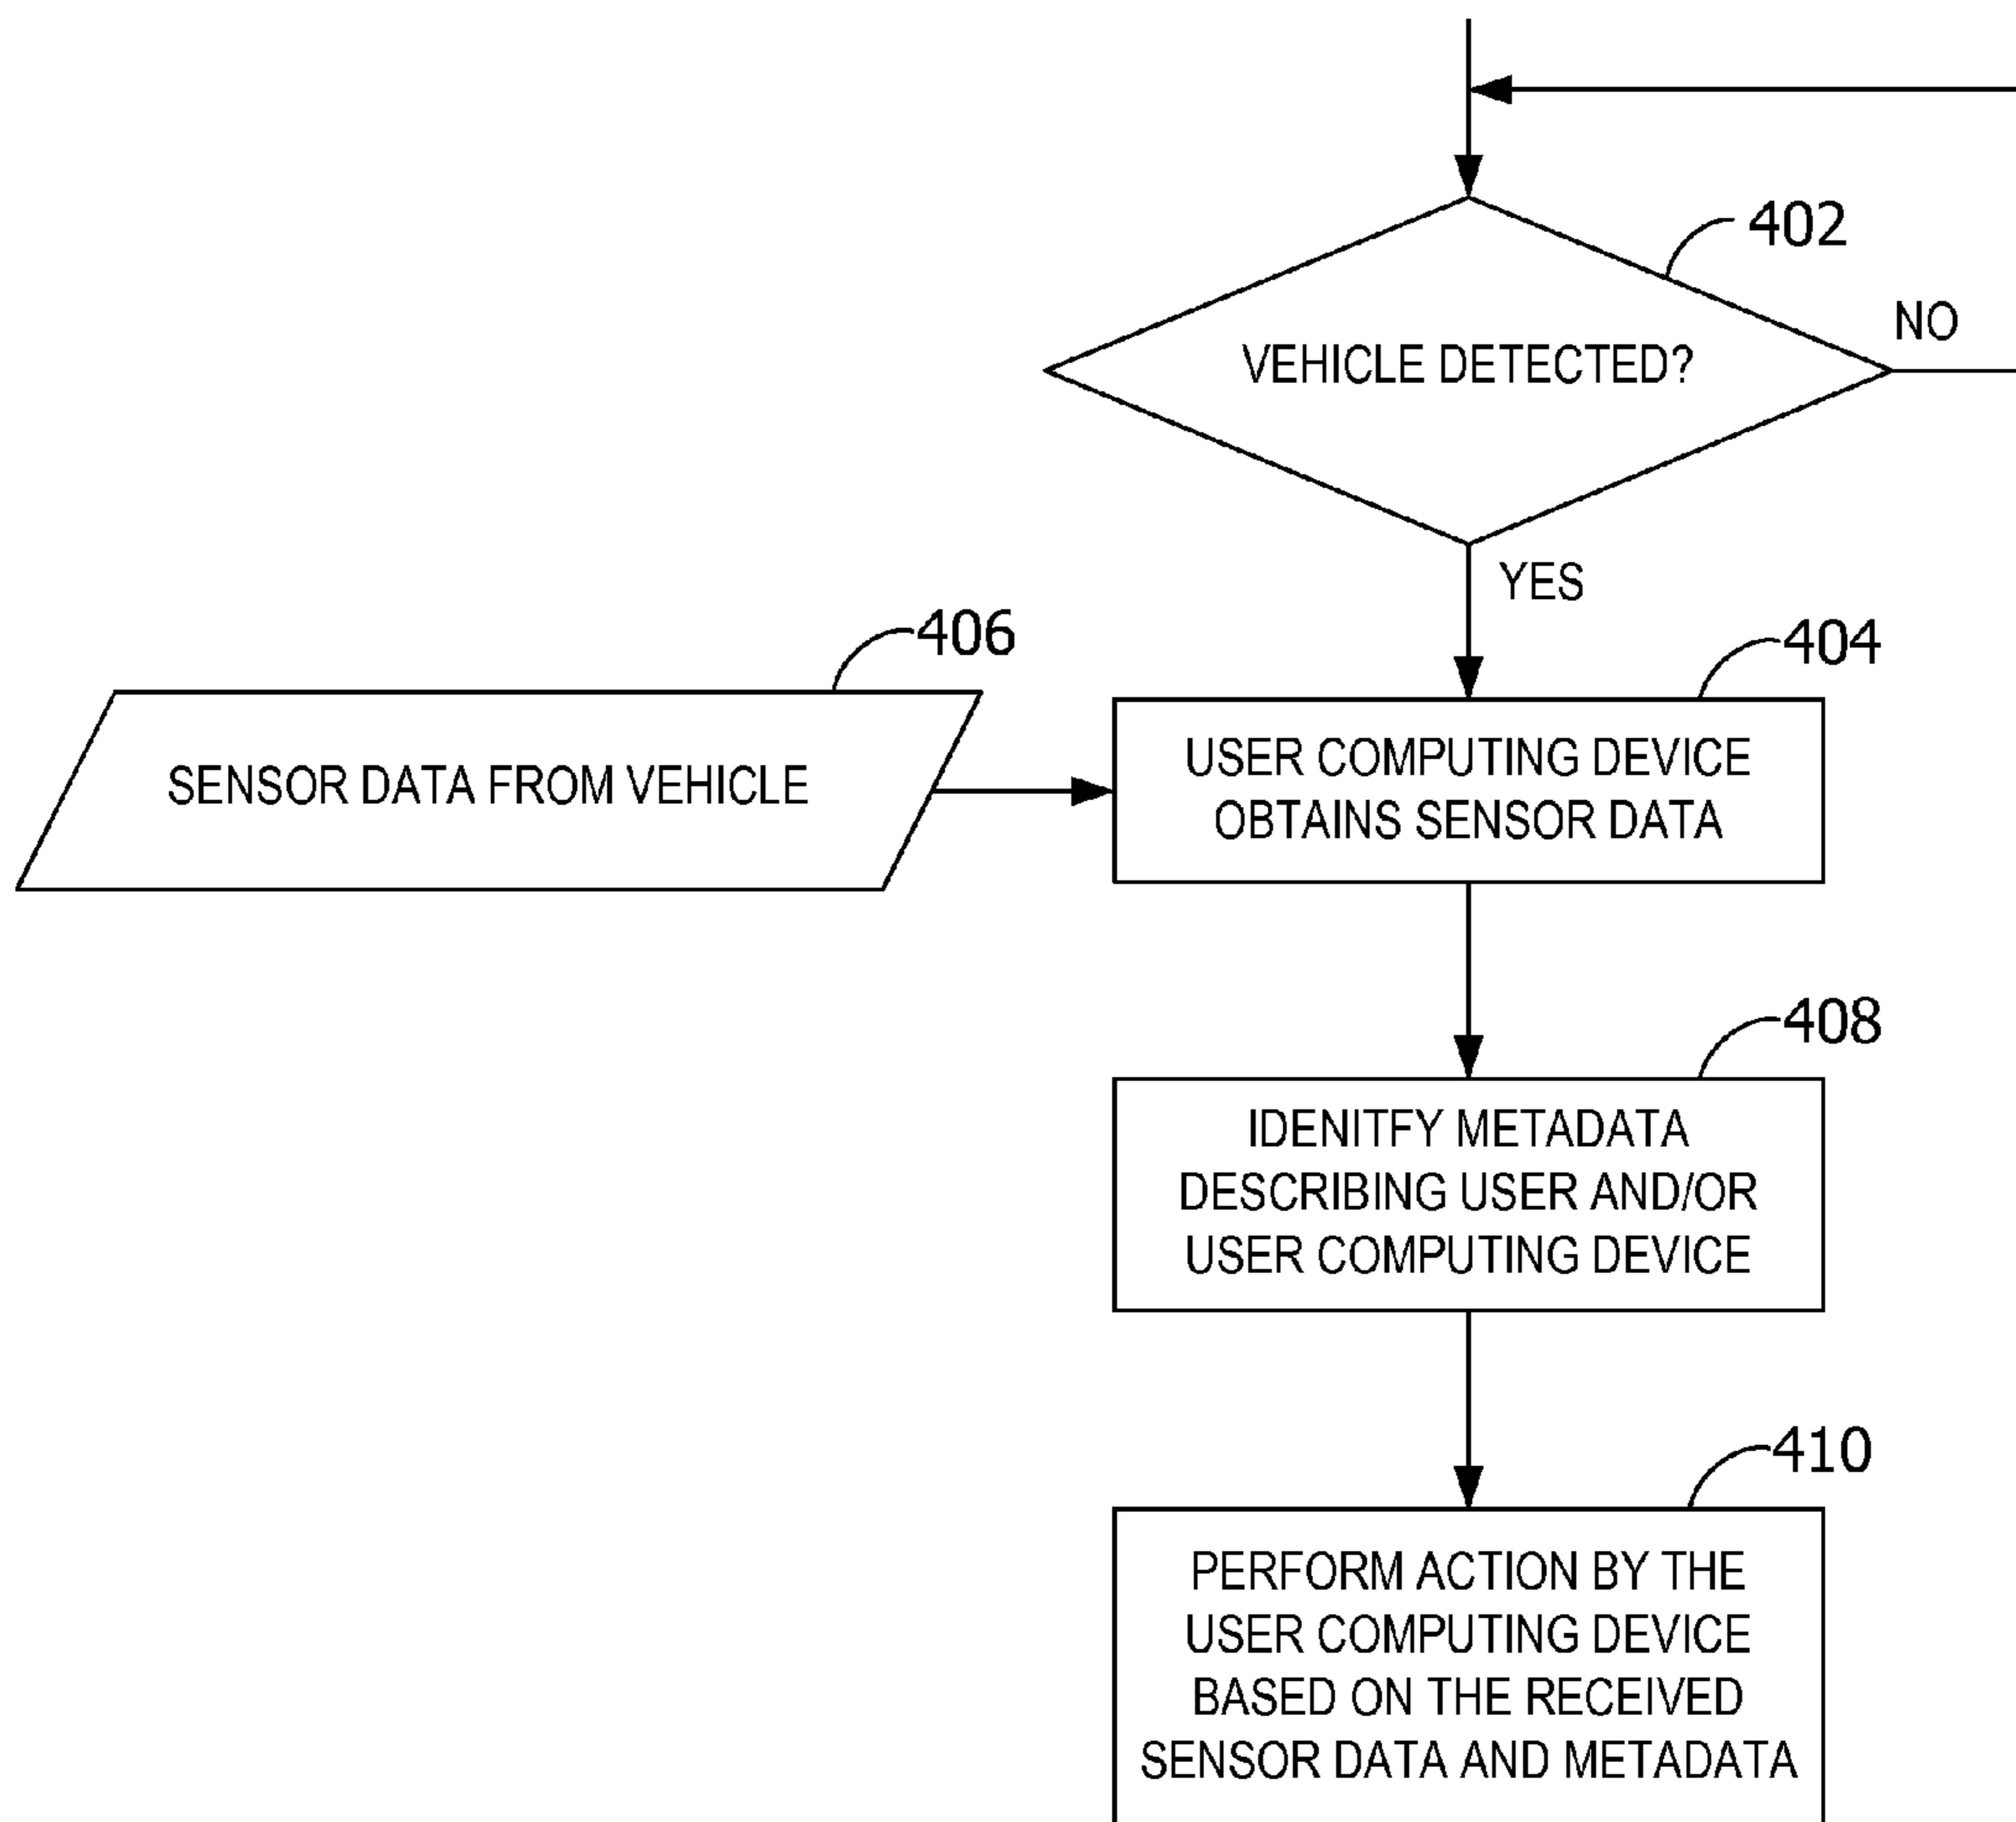 402
VEHICLE DETECTED?
NO
YES
406
404
SENSOR DATA FROM VEHICLE
USER COMPUTING DEVICE
OBTAINS SENSOR DATA
408
IDENITFY METADATA
DESCRIBING USER AND/OR
USER COMPUTING DEVICE
410
PERFORM ACTION BY THE
USER COMPUTING DEVICE
BASED ON THE RECEIVED
SENSOR DATA AND METADATA